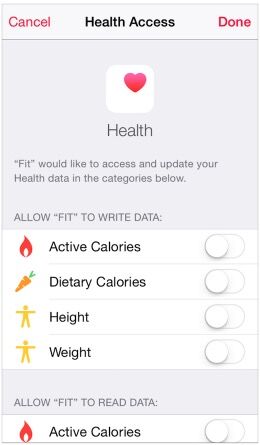 Cancel Health Access Done
Health
“Fit” would like to access and update your
Health data in the categories below.
ALLOW “FIT” TO WRITE DATA:
Active Calories
Dietary Calories
Height
Weight
ALLOW “FIT” TO READ DATA:
Active Calories